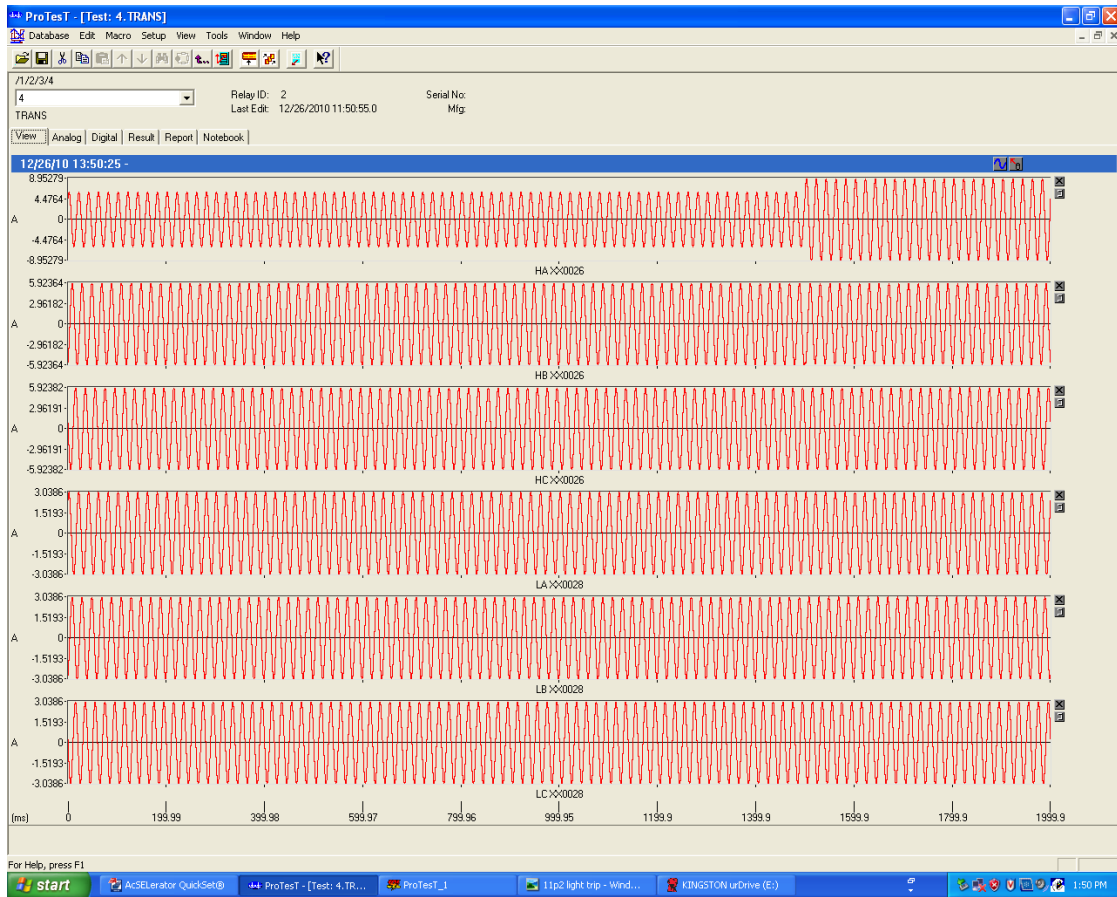 ProTesT - [Test: 4.TRANS]
Database Edit Macro Setup View Tools Window Help
/1/2/3/4
4
Relay ID: 2 Serial No:
TRANS
Last Edit: 12/26/2010 11:50:55.0 Mfg:
View Analog Digital Result Report Notebook
12/26/10 13:50:25 -
8.95279
4.4764
A 0
-4.4764
-8.95279
HA XX0026
5.92364
2.96182
A 0
-2.96182
-5.92364
HB XX0026
5.92382
2.96191
A 0
-2.96191
-5.92382
HC XX0026
3.0386
1.5193
A 0
-1.5193
-3.0386
LA XX0028
3.0386
1.5193
A 0
-1.5193
-3.0386
LB XX0028
3.0386
1.5193
A 0
-1.5193
-3.0386
LC XX0028
(ms) 0 199.99 399.98 599.97 799.96 999.95 1199.9 1399.9 1599.9 1799.9 1999.9
For Help, press F1
start AcSELerator QuickSet® ProTesT - [Test: 4.TR... ProTesT_1 11p2 light trip - Wind... KINGSTON urDrive (E:) 1:50 PM